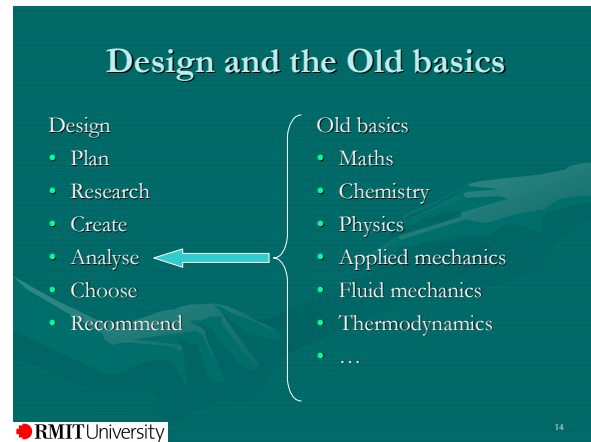 Design and the Old basics
Design
• Plan
• Research
• Create
• Analyse
• Choose
• Recommend
Old basics
• Maths
• Chemistry
• Physics
• Applied mechanics
• Fluid mechanics
• Thermodynamics
• …
RMIT University
14